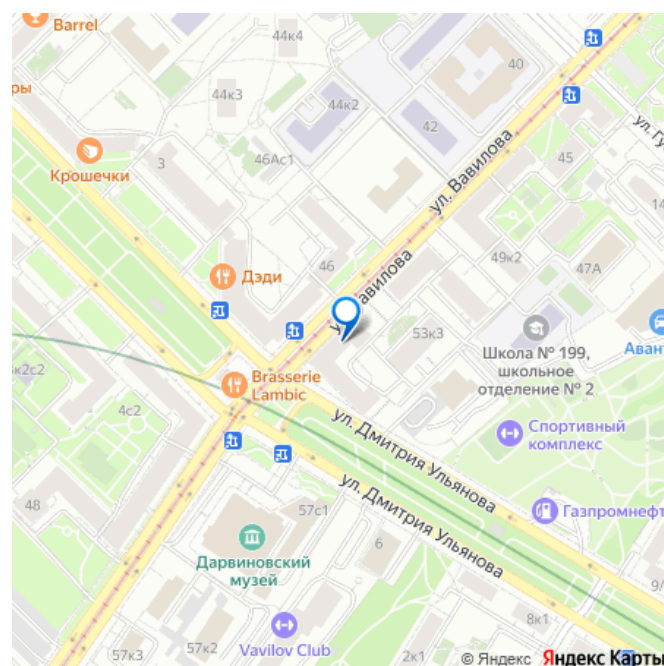 Barrel
44к4
40
ры
44к3
44к2
42
ул. Гу
Крошечки
3
46Ас1
ул. Вавилова
45
14
Дэди
46
ул. Вавилова
49к2
47А
53к3
Школа № 199,
школьное
отделение № 2
Аван
к2с2
Brasserie
Lambic
4с2
ул. Дмитрия Ульянова
Спортивный
комплекс
48
57с1
ул. Дмитрия Ульянова
Газпромнефт
Дарвиновский
музей
6
9/
8к1
57к3
57к2
Vavilov Club
2к1
© Яндекс Яндекс Карты